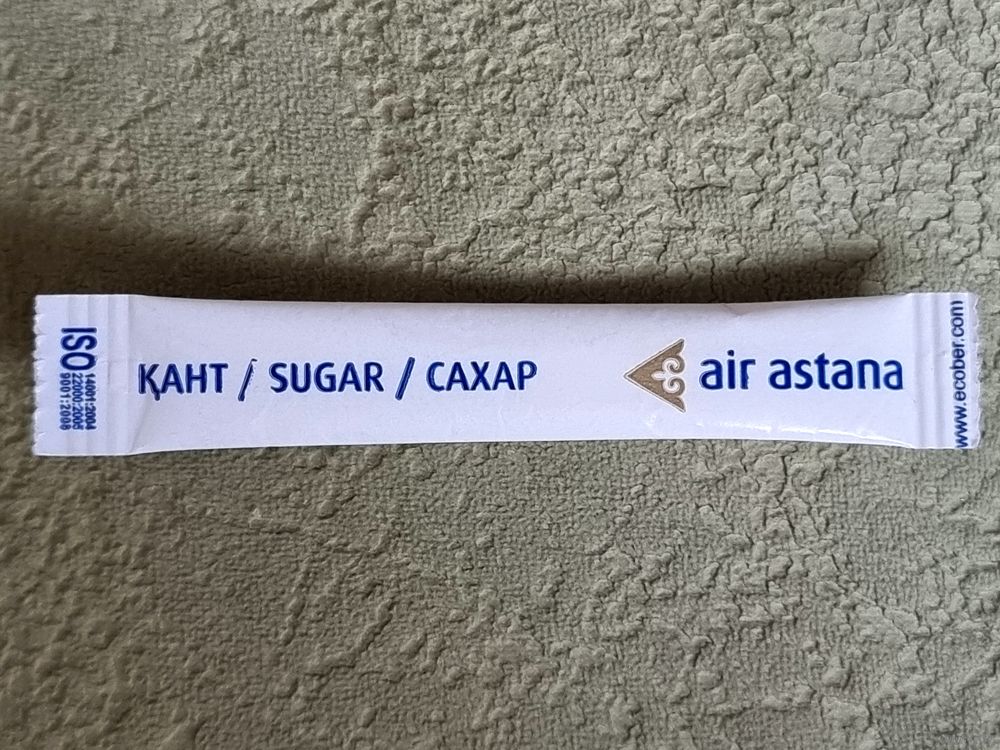 ISO
14001:2004
22000:2005
9001:2008
ҚАНТ / SUGAR / САХАР
air astana
www.ecober.com